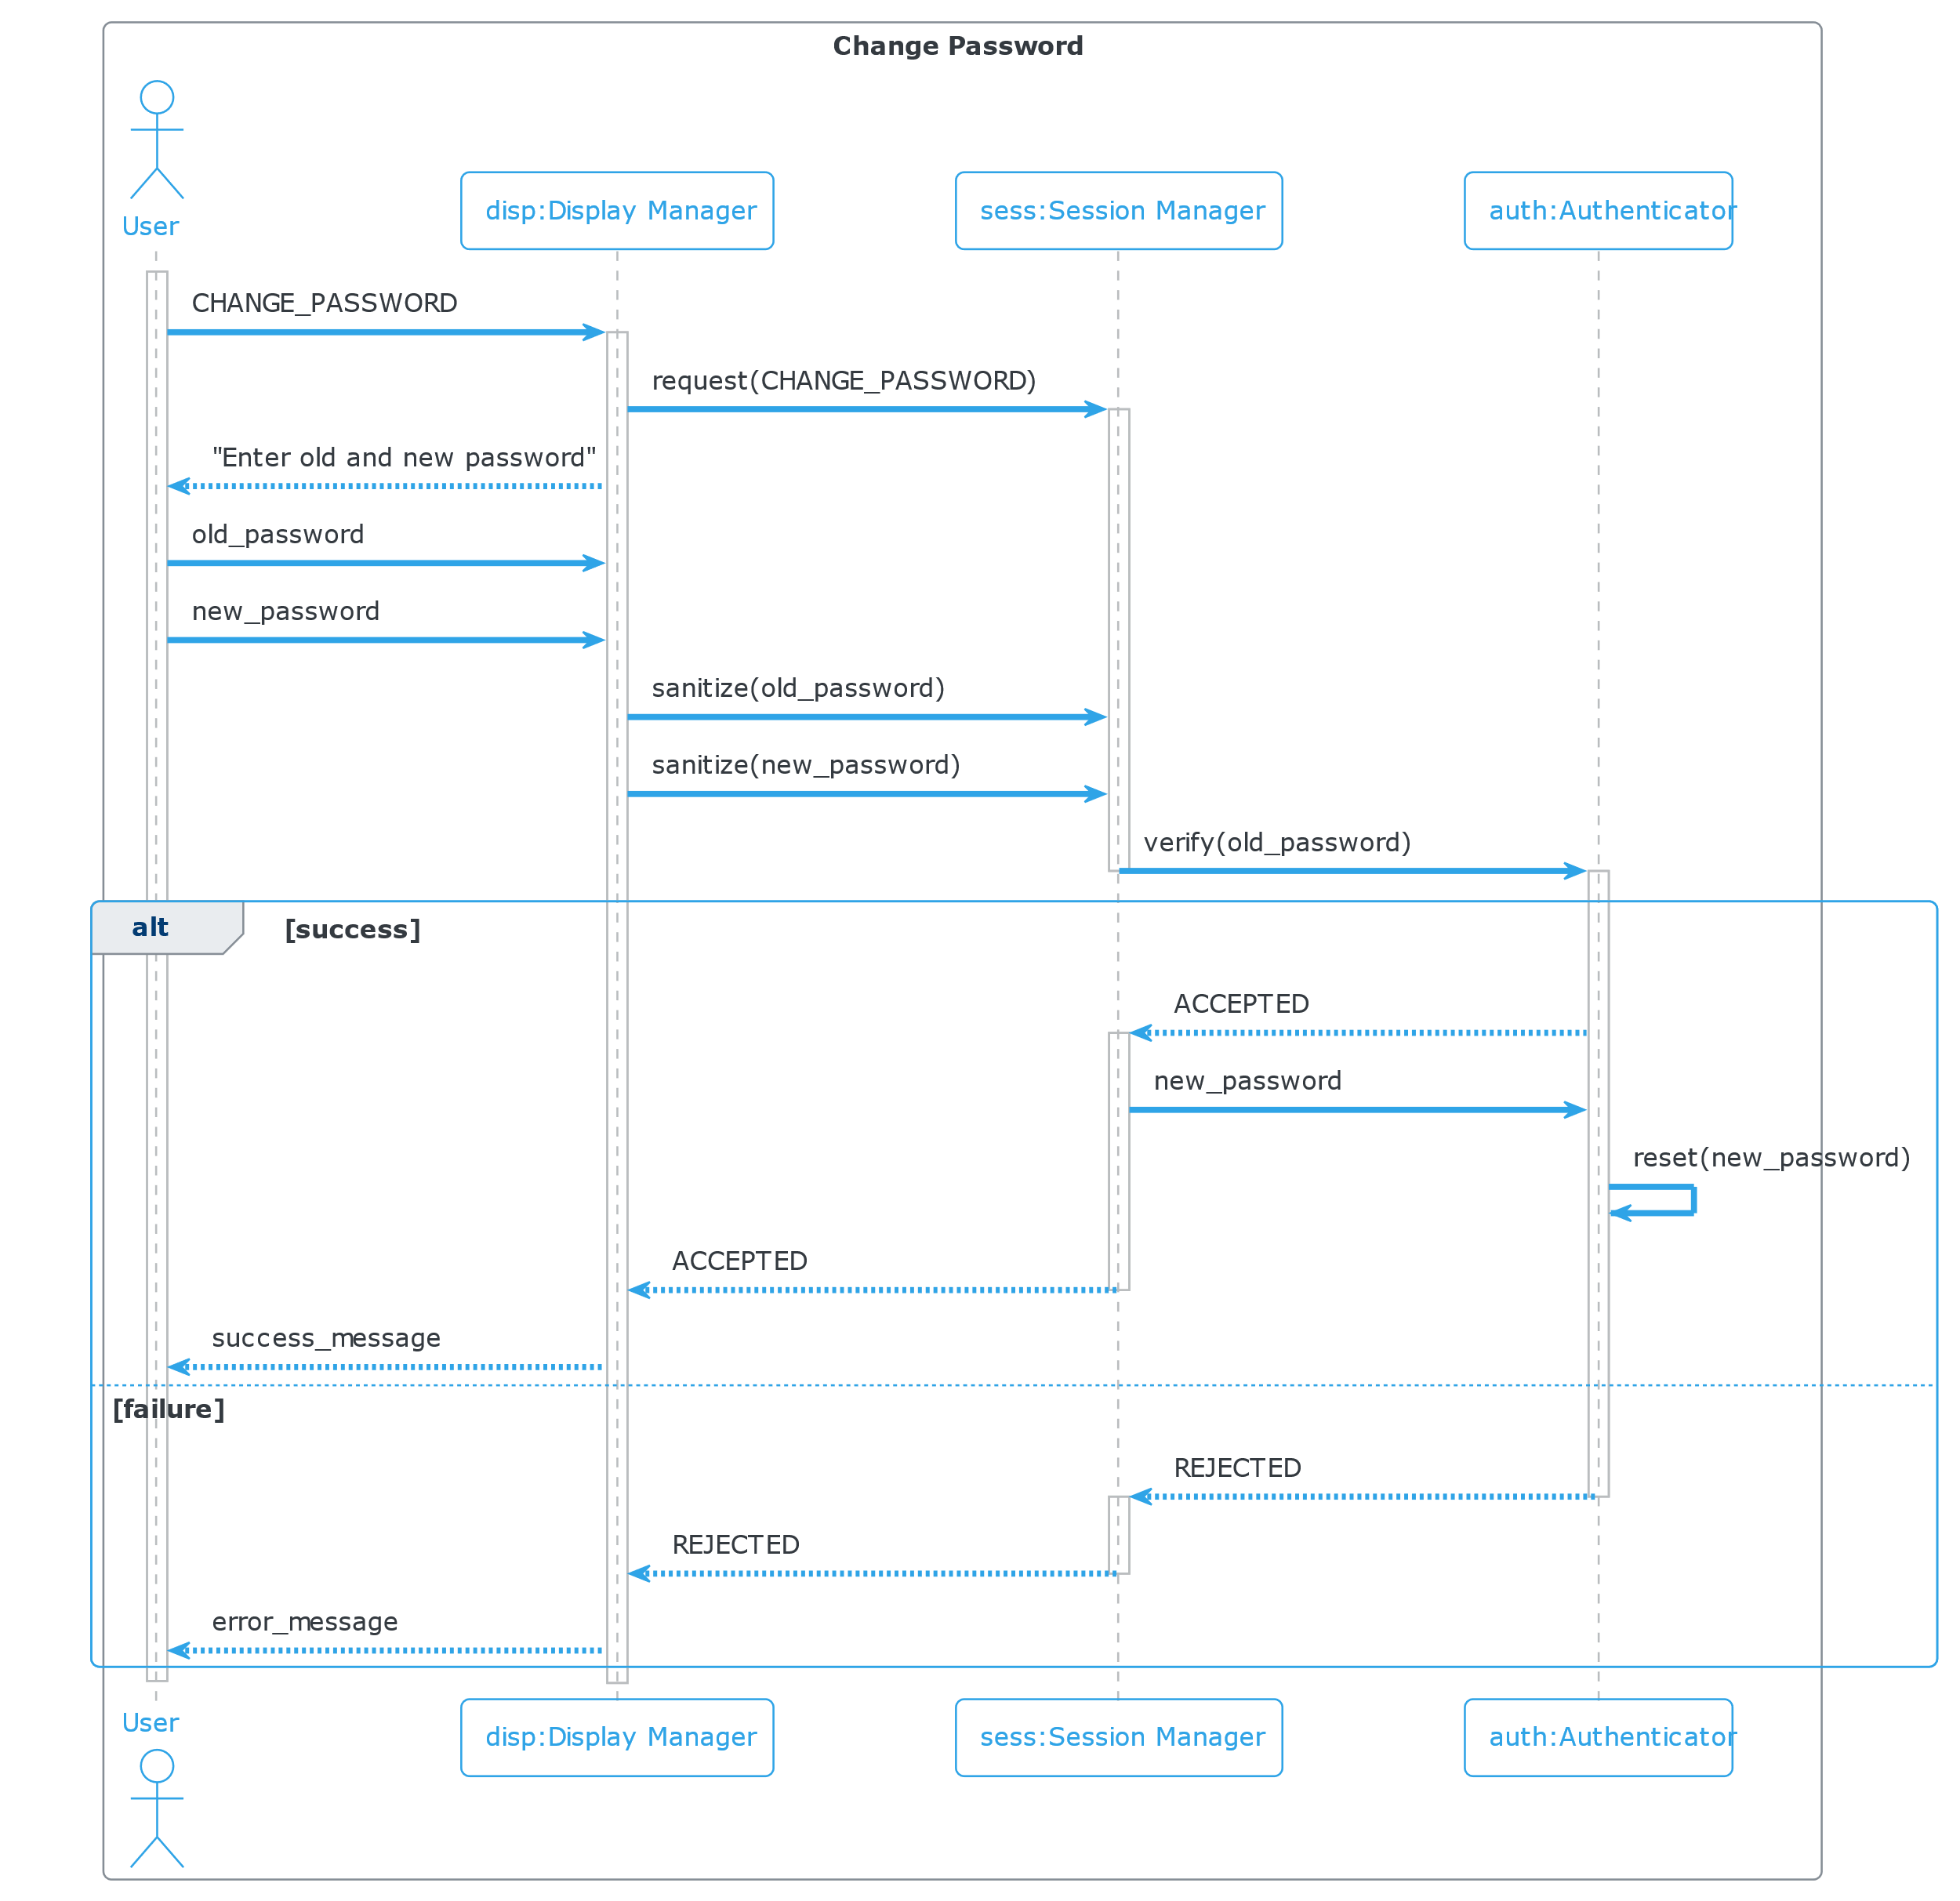 Change Password
User
disp:Display Manager
sess:Session Manager
auth:Authenticator
CHANGE_PASSWORD
request(CHANGE_PASSWORD)
"Enter old and new password"
old_password
new_password
sanitize(old_password)
sanitize(new_password)
verify(old_password)
alt
[success]
ACCEPTED
new_password
reset(new_password)
ACCEPTED
success_message
[failure]
REJECTED
REJECTED
error_message
User
disp:Display Manager
sess:Session Manager
auth:Authenticator